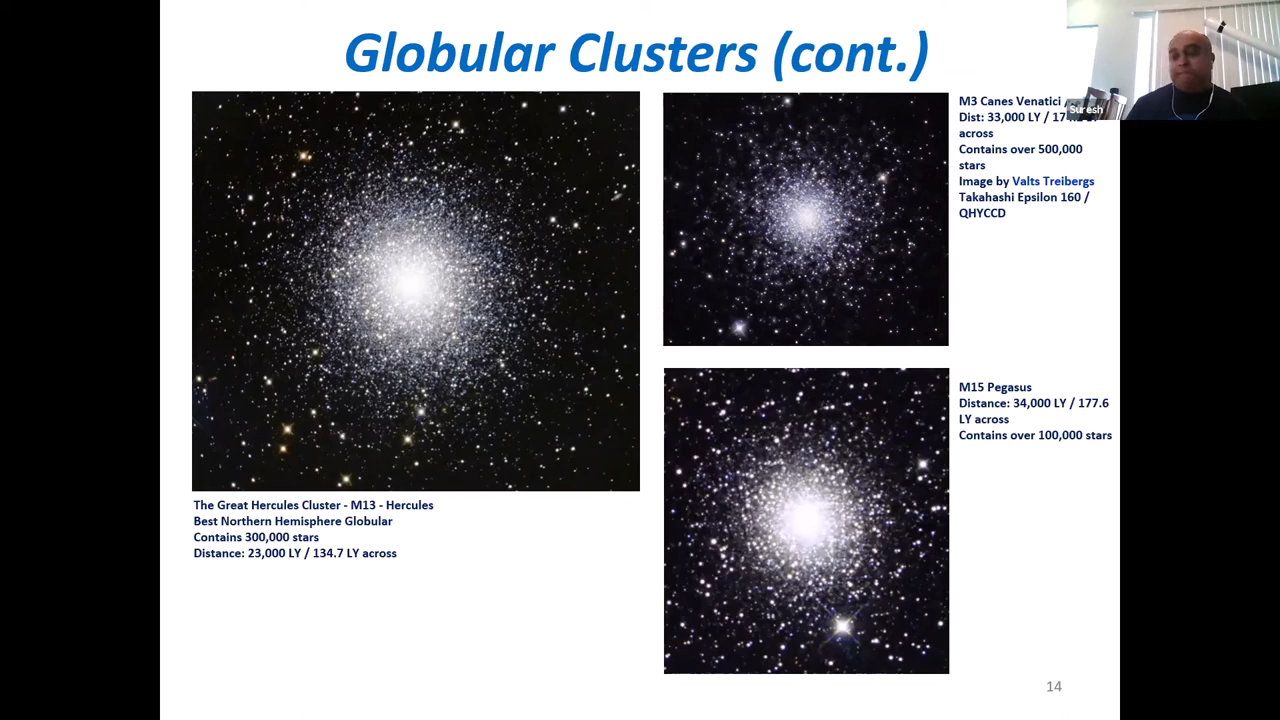 Globular Clusters (cont.)
The Great Hercules Cluster - M13 - Hercules
Best Northern Hemisphere Globular
Contains 300,000 stars
Distance: 23,000 LY / 134.7 LY across
M3 Canes Venatici
Dist: 33,000 LY /
across
Contains over 500,000
stars
Image by Valts Treibergs
Takahashi Epsilon 160 /
QHYCCD
Suresh
M15 Pegasus
Distance: 34,000 LY / 177.6
LY across
Contains over 100,000 stars
14